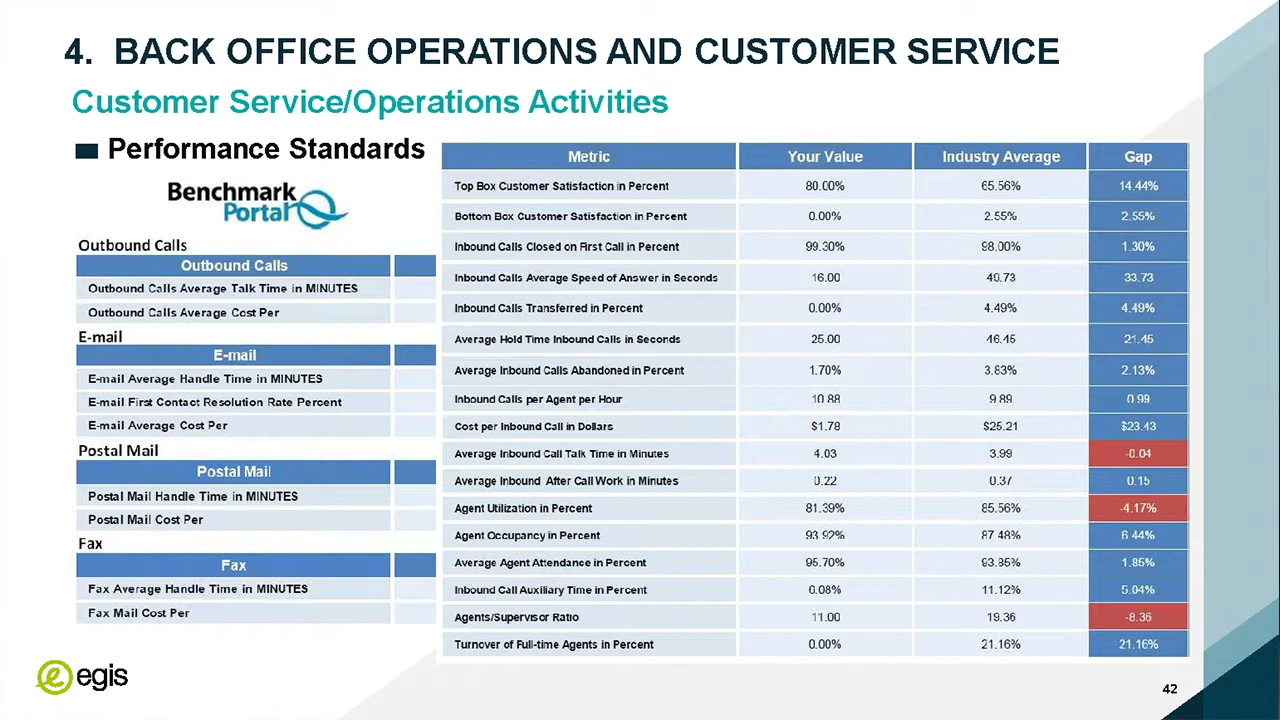 4. BACK OFFICE OPERATIONS AND CUSTOMER SERVICE
Customer Service/Operations Activities
Performance Standards
Benchmark
Portal
Outbound Calls
Outbound Calls
Outbound Calls Average Talk Time in MINUTES
Outbound Calls Average Cost Per
E-mail
E-mail
E-mail Average Handle Time in MINUTES
E-mail First Contact Resolution Rate Percent
E-mail Average Cost Per
Postal Mail
Postal Mail
Postal Mail Handle Time in MINUTES
Postal Mail Cost Per
Fax
Fax
Fax Average Handle Time in MINUTES
Fax Mail Cost Per
Metric Your Value Industry Average Gap
Top Box Customer Satisfaction in Percent 80.00% 65.56% 14.44%
Bottom Box Customer Satisfaction in Percent 0.00% 2.55% 2.55%
Inbound Calls Closed on First Call in Percent 99.30% 98.00% 1.30%
Inbound Calls Average Speed of Answer in Seconds 16.00 49.73 33.73
Inbound Calls Transferred in Percent 0.00% 4.49% 4.49%
Average Hold Time Inbound Calls in Seconds 25.00 46.45 21.45
Average Inbound Calls Abandoned in Percent 1.70% 3.83% 2.13%
Inbound Calls per Agent per Hour 10.88 9.89 0.99
Cost per Inbound Call in Dollars $1.78 $25.21 $23.43
Average Inbound Call Talk Time in Minutes 4.03 3.99 -0.04
Average Inbound After Call Work in Minutes 0.22 0.37 0.15
Agent Utilization in Percent 81.39% 85.56% -4.17%
Agent Occupancy in Percent 93.92% 87.48% 6.44%
Average Agent Attendance in Percent 95.70% 93.85% 1.85%
Inbound Call Auxiliary Time in Percent 6.08% 11.12% 5.04%
Agents/Supervisor Ratio 11.00 19.36 -8.36
Turnover of Full-time Agents in Percent 0.00% 21.16% 21.16%
egis
42